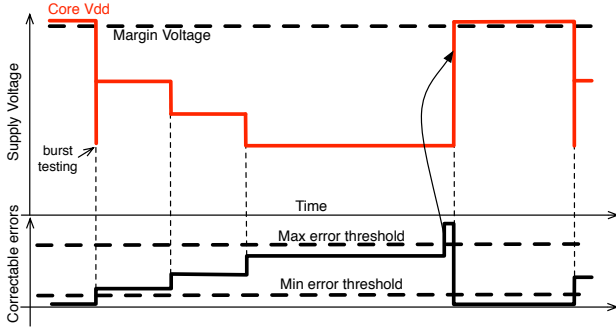 Core Vdd
Margin Voltage
Supply Voltage
burst
testing
Time
Correctable errors
Max error threshold
Min error threshold